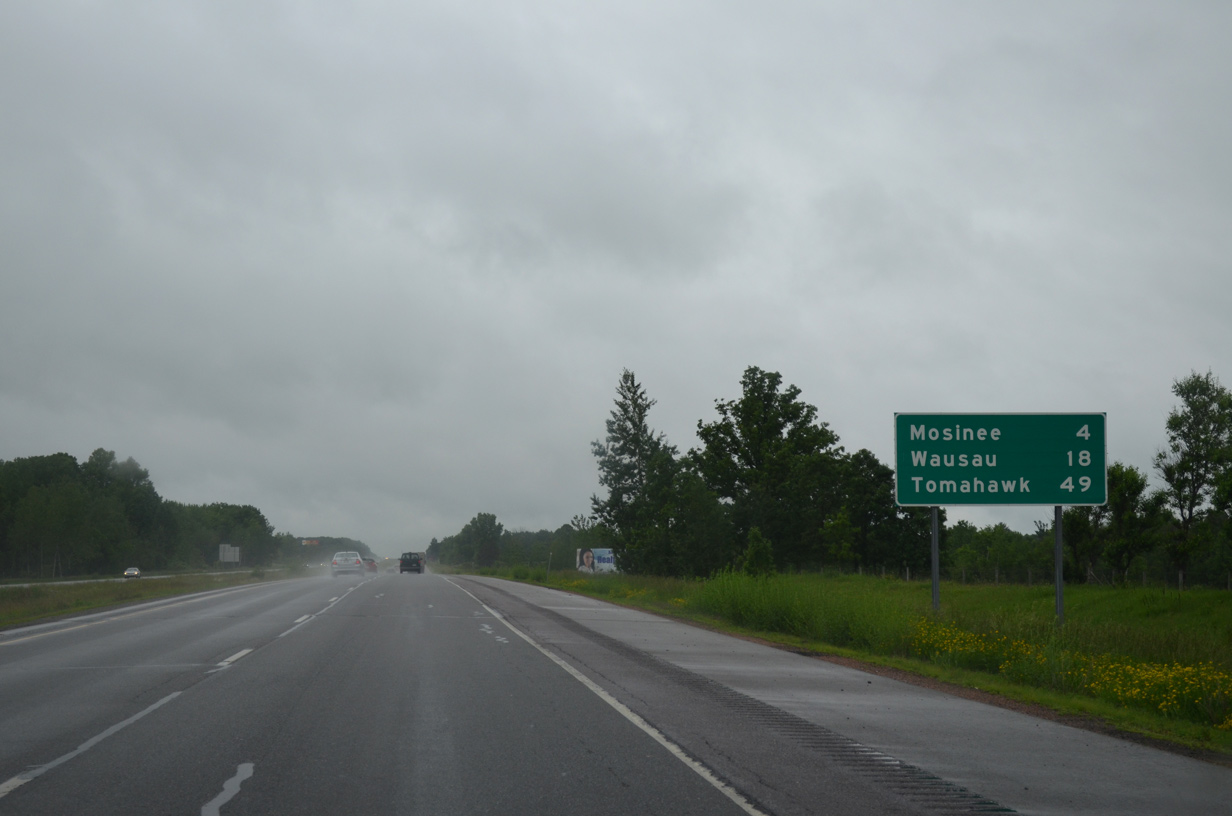 Mosinee 4
Wausau 18
Tomahawk 49